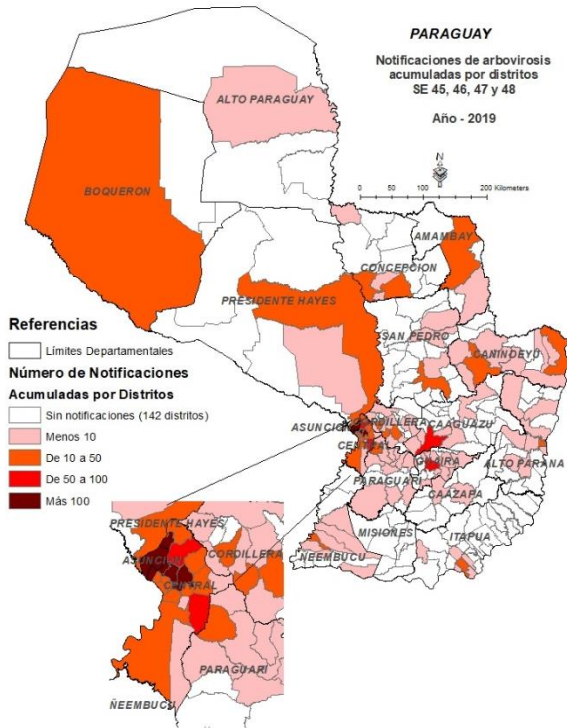 PARAGUAY
Notificaciones de arbovirosis
acumuladas por distritos
SE 45, 46, 47 y 48
Año - 2019
N
0 50 100 200 Kilometers
ALTO PARAGUAY
BOQUERON
AMAMBAY
CONCEPCION
PRESIDENTE HAYES
SAN PEDRO
CANINDEYU
ASUNCION
CORDILLERA
CAAGUAZU
CENTRAL
GUAIRA
ALTO PARANA
PARAGUARI
CAAZAPA
MISIONES
ITAPUA
ÑEEMBUCU
Referencias
Límites Departamentales
Número de Notificaciones
Acumuladas por Distritos
Sin notificaciones (142 distritos)
Menos 10
De 10 a 50
De 50 a 100
Más 100
PRESIDENTE HAYES
ASUNCION
CORDILLERA
CENTRAL
PARAGUARI
ÑEEMBUCU